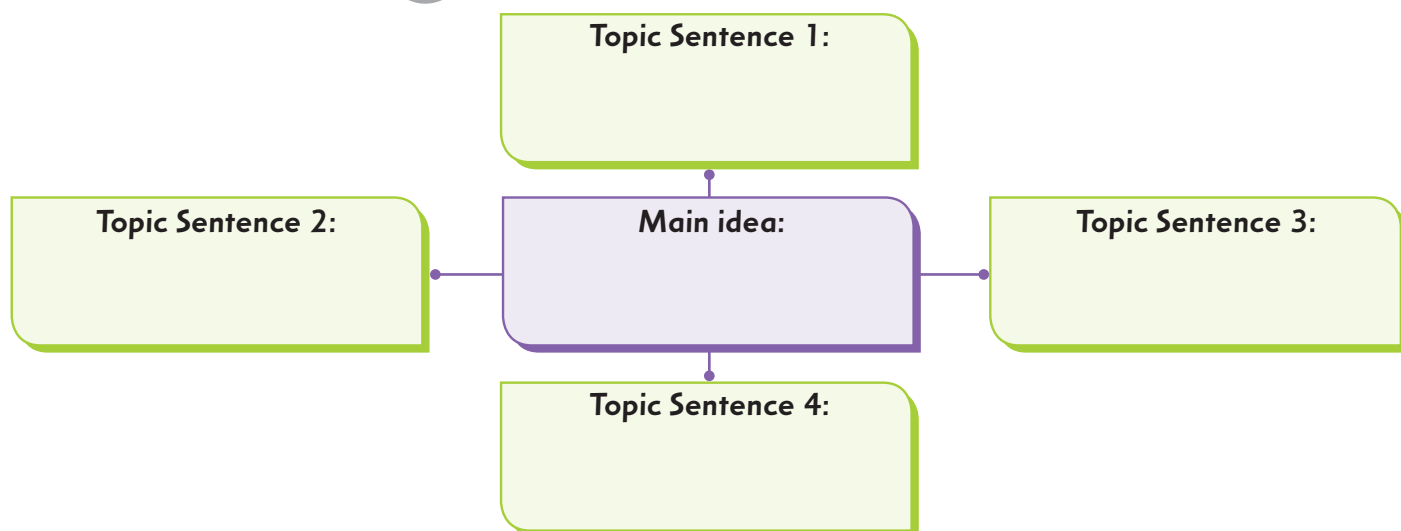 Topic Sentence 1:
Topic Sentence 2:
Main idea:
Topic Sentence 3:
Topic Sentence 4: